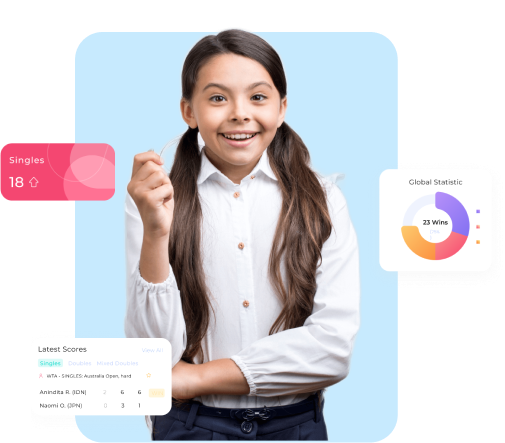 Singles
18
Global Statistic
23 Wins
Latest Scores
View All
Singles Doubles Mixed Doubles
WTA - SINGLES: Australia Open, hard
Anindita R. (IDN) 6 6
Naomi O. (JPN) 3 1